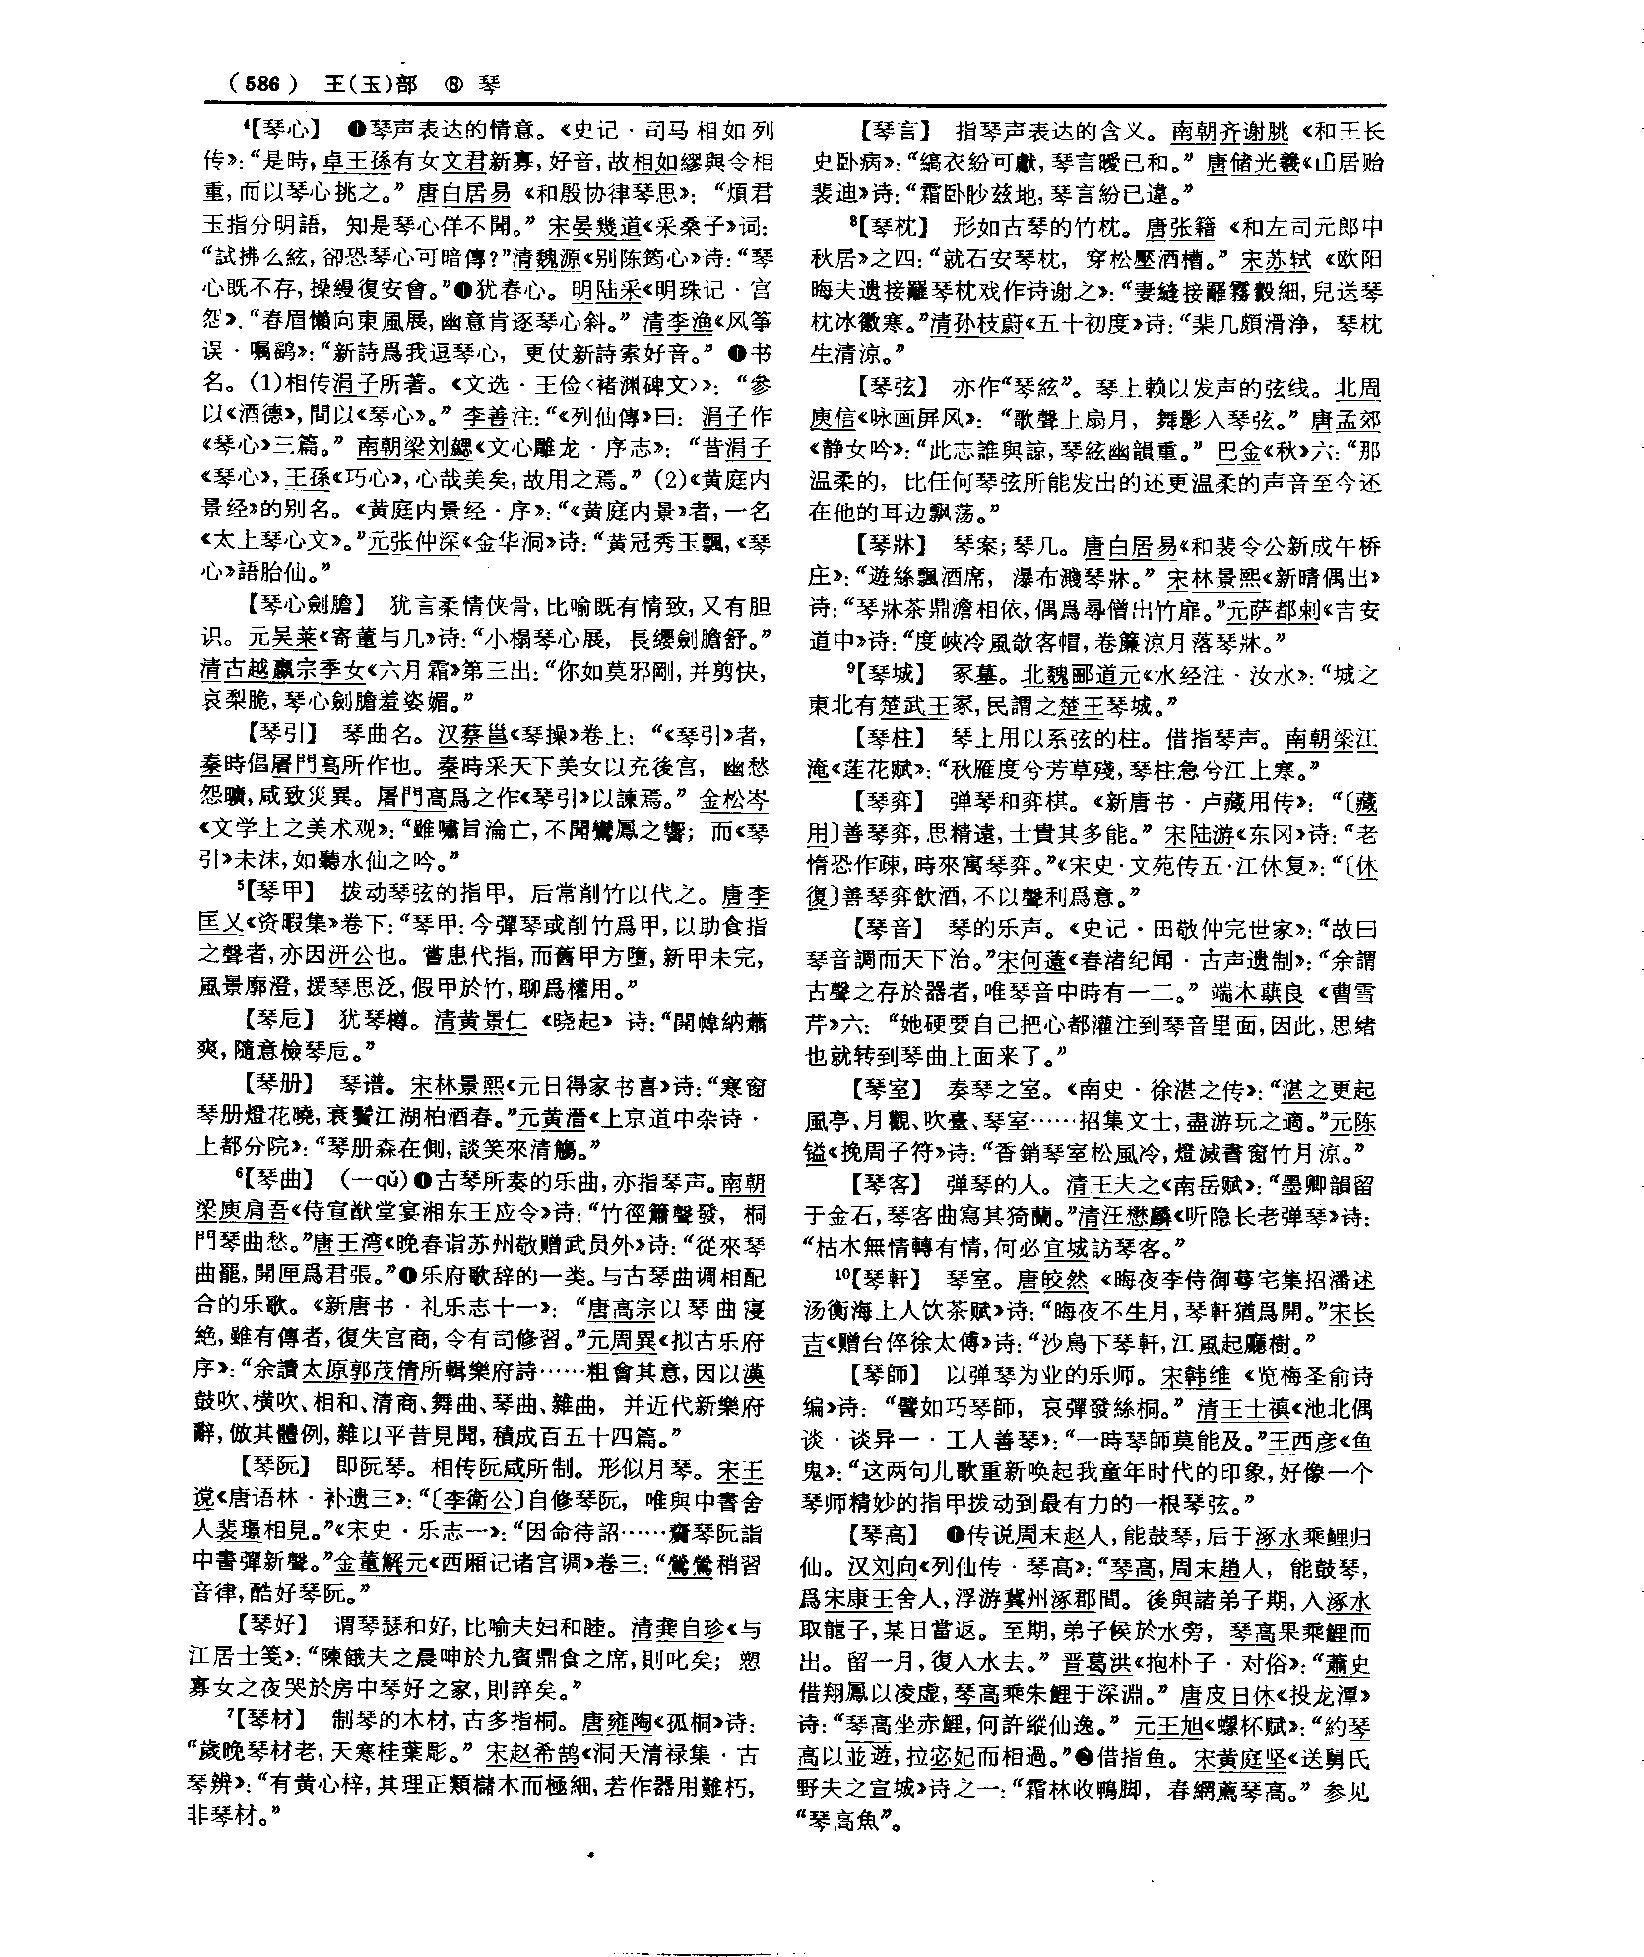 （586） 王(玉)部 ⑧ 琴
⁴【琴心】 ❶琴声表达的情意。《史记·司马相如列
传》：“是時，卓王孫有女文君新寡，好音，故相如繆與令相
重，而以琴心挑之。”唐白居易《和殷协律琴思》：“煩君
玉指分明語，知是琴心佯不聞。”宋晏幾道《采桑子》词：
“試拂么絃，卻恐琴心可暗傳？”清魏源《别陈筠心》诗：“琴
心既不存，操縵復安會。”❶犹春心。明陆采《明珠记·宫
怨》．“春眉懶向東風展，幽意肯逐琴心斜。”清李渔《风筝
误·嘱鹞》：“新詩爲我逗琴心，更仗新詩索好音。”❶书
名。(1)相传涓子所著。《文选·王俭〈褚渊碑文〉》：“參
以《酒德》，間以《琴心》。”李善注：“《列仙傳》曰：涓子作
《琴心》三篇。”南朝梁刘勰《文心雕龙·序志》：“昔涓子
《琴心》，王孫《巧心》，心哉美矣，故用之焉。”(2)《黄庭内
景经》的别名。《黄庭内景经·序》：“《黄庭内景》者，一名
《太上琴心文》。”元张仲深《金华洞》诗：“黄冠秀玉飄，《琴
心》語胎仙。”
【琴心劍膽】 犹言柔情侠骨，比喻既有情致，又有胆
识。元吴莱《寄董与几》诗：“小榻琴心展，長纓劍膽舒。”
清古越嬴宗季女《六月霜》第三出：“你如莫邪剛，并剪快，
哀梨脆，琴心劍膽羞姿媚。”
【琴引】 琴曲名。汉蔡邕《琴操》卷上：“《琴引》者，
秦時倡屠門高所作也。秦時采天下美女以充後宫，幽愁
怨曠，咸致災異。屠門高爲之作《琴引》以諫焉。”金松岑
《文学上之美术观》：“雖嘯旨淪亡，不聞鸞鳳之響；而《琴
引》未沫，如聽水仙之吟。”
⁵【琴甲】 拨动琴弦的指甲，后常削竹以代之。唐李
匡乂《资暇集》卷下：“琴甲：今彈琴或削竹爲甲，以助食指
之聲者，亦因汧公也。嘗患代指，而舊甲方墮，新甲未完，
風景廓澄，援琴思泛，假甲於竹，聊爲權用。”
【琴卮】 犹琴樽。清黄景仁《晓起》诗：“開幃納蕭
爽，隨意檢琴卮。”
【琴册】 琴谱。宋林景熙《元日得家书喜》诗：“寒窗
琴册燈花曉，衰鬢江湖柏酒春。”元黄溍《上京道中杂诗·
上都分院》：“琴册森在側，談笑來清觴。”
⁶【琴曲】 (一qǔ)❶古琴所奏的乐曲，亦指琴声。南朝
梁庾肩吾《侍宣猷堂宴湘东王应令》诗：“竹徑簫聲發，桐
門琴曲愁。”唐王湾《晚春诣苏州敬赠武员外》诗：“從來琴
曲罷，開匣爲君張。”❶乐府歌辞的一类。与古琴曲调相配
合的乐歌。《新唐书·礼乐志十一》：“唐高宗以琴曲寖
絶，雖有傳者，復失宫商，令有司修習。”元周巽《拟古乐府
序》：“余讀太原郭茂倩所輯樂府詩……粗會其意，因以漢
鼓吹、横吹、相和、清商、舞曲、琴曲、雜曲，并近代新樂府
辭，倣其體例，雜以平昔見聞，積成百五十四篇。”
【琴阮】 即阮琴。相传阮咸所制。形似月琴。宋王
谠《唐语林·补遗三》：“〔李衛公〕自修琴阮，唯與中書舍
人裴璟相見。”《宋史·乐志一》：“因命待詔……齎琴阮詣
中書彈新聲。”金董解元《西厢记诸宫调》卷三：“鶯鶯稍習
音律，酷好琴阮。”
【琴好】 谓琴瑟和好，比喻夫妇和睦。清龚自珍《与
江居士笺》：“陳餓夫之晨呻於九賓鼎食之席，則叱矣；愬
寡女之夜哭於房中琴好之家，則誶矣。”
⁷【琴材】 制琴的木材，古多指桐。唐雍陶《孤桐》诗：
“歲晚琴材老，天寒桂葉彫。”宋赵希鹄《洞天清禄集·古
琴辨》：“有黄心梓，其理正類櫧木而極細，若作器用難朽，
非琴材。”
【琴言】 指琴声表达的含义。南朝齐谢朓《和王长
史卧病》：“縞衣紛可獻，琴言曖已和。”唐储光羲《山居贻
裴迪》诗：“霜卧眇兹地，琴言紛已違。”
⁸【琴枕】 形如古琴的竹枕。唐张籍《和左司元郎中
秋居》之四：“就石安琴枕，穿松壓酒槽。”宋苏轼《欧阳
晦夫遗接䍦琴枕戏作诗谢之》：“妻縫接䍦霧縠細，兒送琴
枕冰徽寒。”清孙枝蔚《五十初度》诗：“棐几頗滑净，琴枕
生清涼。”
【琴弦】 亦作“琴絃”。琴上赖以发声的弦线。北周
庾信《咏画屏风》：“歌聲上扇月，舞影入琴弦。”唐孟郊
《静女吟》：“此志誰與諒，琴絃幽韻重。”巴金《秋》六：“那
温柔的，比任何琴弦所能发出的还更温柔的声音至今还
在他的耳边飘荡。”
【琴牀】 琴案；琴几。唐白居易《和裴令公新成午桥
庄》：“遊絲飄酒席，瀑布濺琴牀。”宋林景熙《新晴偶出》
诗：“琴牀茶鼎澹相依，偶爲尋僧出竹扉。”元萨都剌《吉安
道中》诗：“度峽冷風欹客帽，卷簾涼月落琴牀。”
⁹【琴城】 冢墓。北魏郦道元《水经注·汝水》：“城之
東北有楚武王冢，民謂之楚王琴城。”
【琴柱】 琴上用以系弦的柱。借指琴声。南朝梁江
淹《莲花赋》：“秋雁度兮芳草殘，琴柱急兮江上寒。”
【琴弈】 弹琴和弈棋。《新唐书·卢藏用传》：“〔藏
用〕善琴弈，思精遠，士貴其多能。”宋陆游《东冈》诗：“老
惰恐作疎，時來寓琴弈。”《宋史·文苑传五·江休复》：“〔休
復〕善琴弈飲酒，不以聲利爲意。”
【琴音】 琴的乐声。《史记·田敬仲完世家》：“故曰
琴音調而天下治。”宋何薳《春渚纪闻·古声遗制》：“余謂
古聲之存於器者，唯琴音中時有一二。”端木蕻良《曹雪
芹》六：“她硬要自己把心都灌注到琴音里面，因此，思绪
也就转到琴曲上面来了。”
【琴室】 奏琴之室。《南史·徐湛之传》：“湛之更起
風亭、月觀、吹臺、琴室……招集文士，盡游玩之適。”元陈
镒《挽周子符》诗：“香銷琴室松風冷，燈滅書窗竹月涼。”
【琴客】 弹琴的人。清王夫之《南岳赋》：“墨卿韻留
于金石，琴客曲寫其猗蘭。”清汪懋麟《听隐长老弹琴》诗：
“枯木無情轉有情，何必宣城訪琴客。”
¹⁰【琴軒】 琴室。唐皎然《晦夜李侍御萼宅集招潘述
汤衡海上人饮茶赋》诗：“晦夜不生月，琴軒猶爲開。”宋长
吉《赠台倅徐太傅》诗：“沙鳥下琴軒，江風起廳樹。”
【琴師】 以弹琴为业的乐师。宋韩维《览梅圣俞诗
编》诗：“譬如巧琴師，哀彈發絲桐。”清王士禛《池北偶
谈·谈异一·工人善琴》：“一時琴師莫能及。”王西彦《鱼
鬼》：“这两句儿歌重新唤起我童年时代的印象，好像一个
琴师精妙的指甲拨动到最有力的一根琴弦。”
【琴高】 ❶传说周末赵人，能鼓琴，后于涿水乘鲤归
仙。汉刘向《列仙传·琴高》：“琴高，周末趙人，能鼓琴，
爲宋康王舍人，浮游冀州涿郡間。後與諸弟子期，入涿水
取龍子，某日當返。至期，弟子候於水旁，琴高果乘鯉而
出。留一月，復入水去。”晋葛洪《抱朴子·对俗》：“蕭史
借翔鳳以凌虚，琴高乘朱鯉于深淵。”唐皮日休《投龙潭》
诗：“琴高坐赤鯉，何許縱仙逸。”元王旭《螺杯赋》：“約琴
高以並遊，拉宓妃而相過。”❷借指鱼。宋黄庭坚《送舅氏
野夫之宣城》诗之一：“霜林收鴨脚，春網薦琴高。”参见
“琴高魚”。